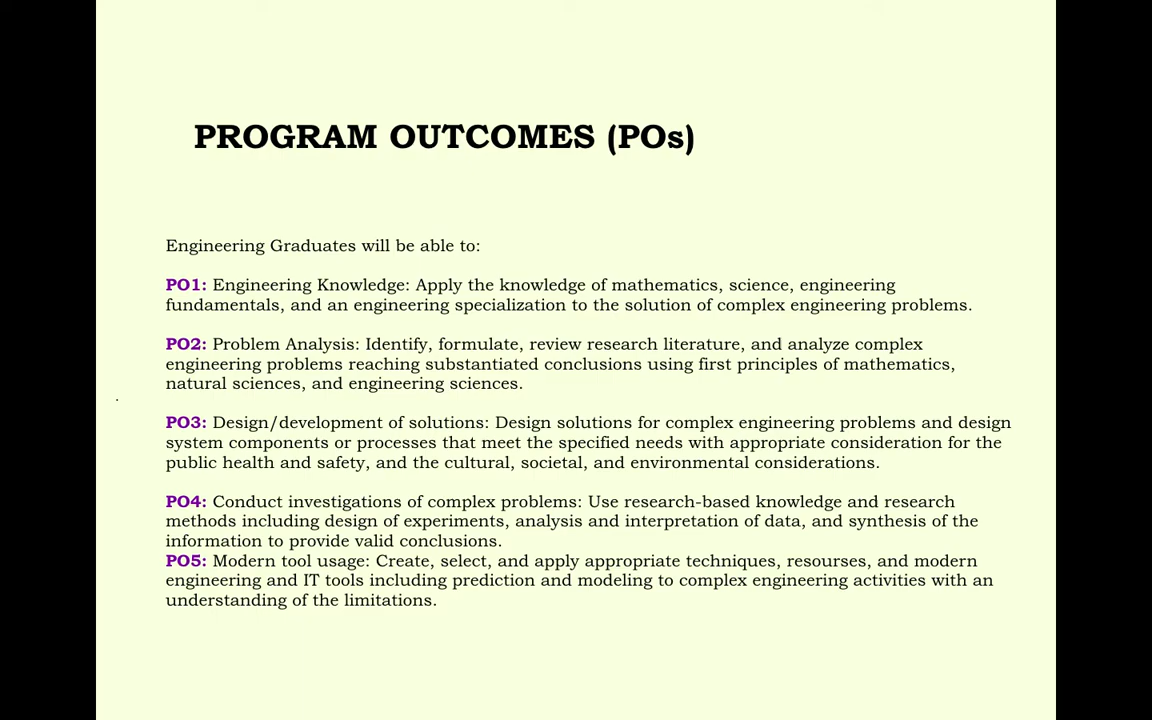 PROGRAM OUTCOMES (POs)
Engineering Graduates will be able to:
PO1: Engineering Knowledge: Apply the knowledge of mathematics, science, engineering
fundamentals, and an engineering specialization to the solution of complex engineering problems.
PO2: Problem Analysis: Identify, formulate, review research literature, and analyze complex
engineering problems reaching substantiated conclusions using first principles of mathematics,
natural sciences, and engineering sciences.
PO3: Design/development of solutions: Design solutions for complex engineering problems and design
system components or processes that meet the specified needs with appropriate consideration for the
public health and safety, and the cultural, societal, and environmental considerations.
PO4: Conduct investigations of complex problems: Use research-based knowledge and research
methods including design of experiments, analysis and interpretation of data, and synthesis of the
information to provide valid conclusions.
PO5: Modern tool usage: Create, select, and apply appropriate techniques, resourses, and modern
engineering and IT tools including prediction and modeling to complex engineering activities with an
understanding of the limitations.